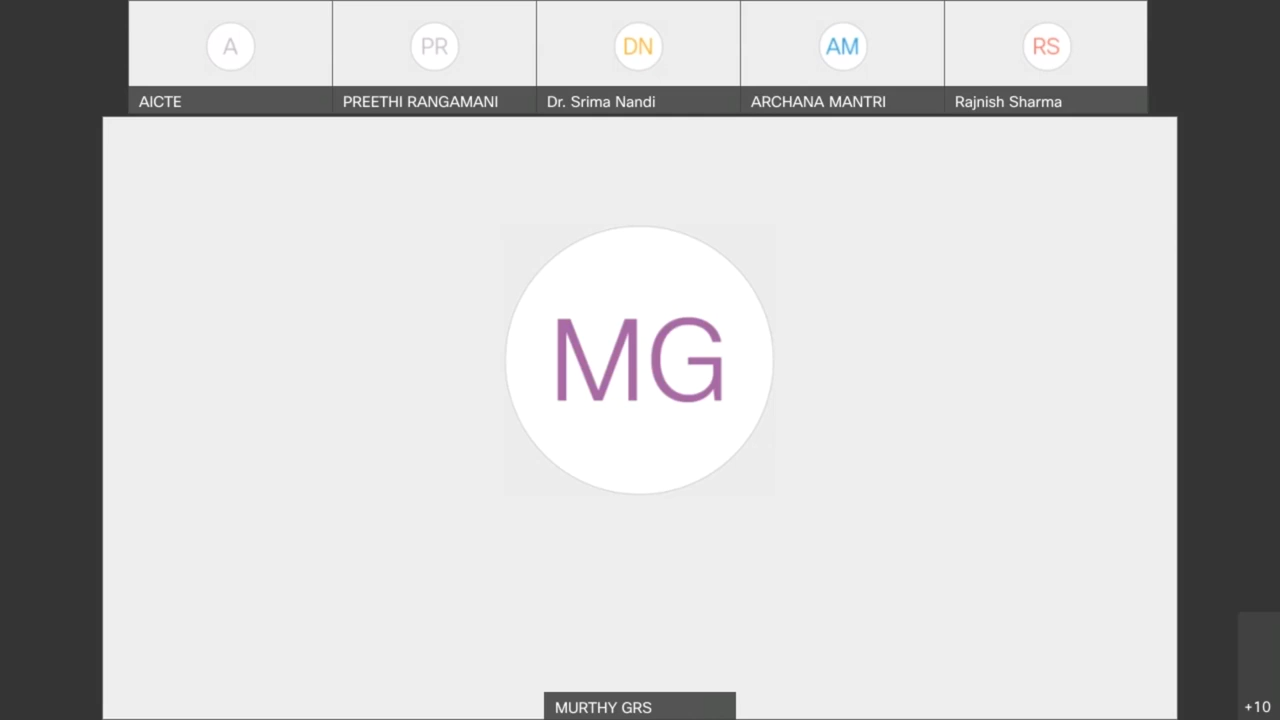 A
PR
DN
AM
RS
AICTE
PREETHI RANGAMANI
Dr. Srima Nandi
ARCHANA MANTRI
Rajnish Sharma
MG
MURTHY GRS
+10